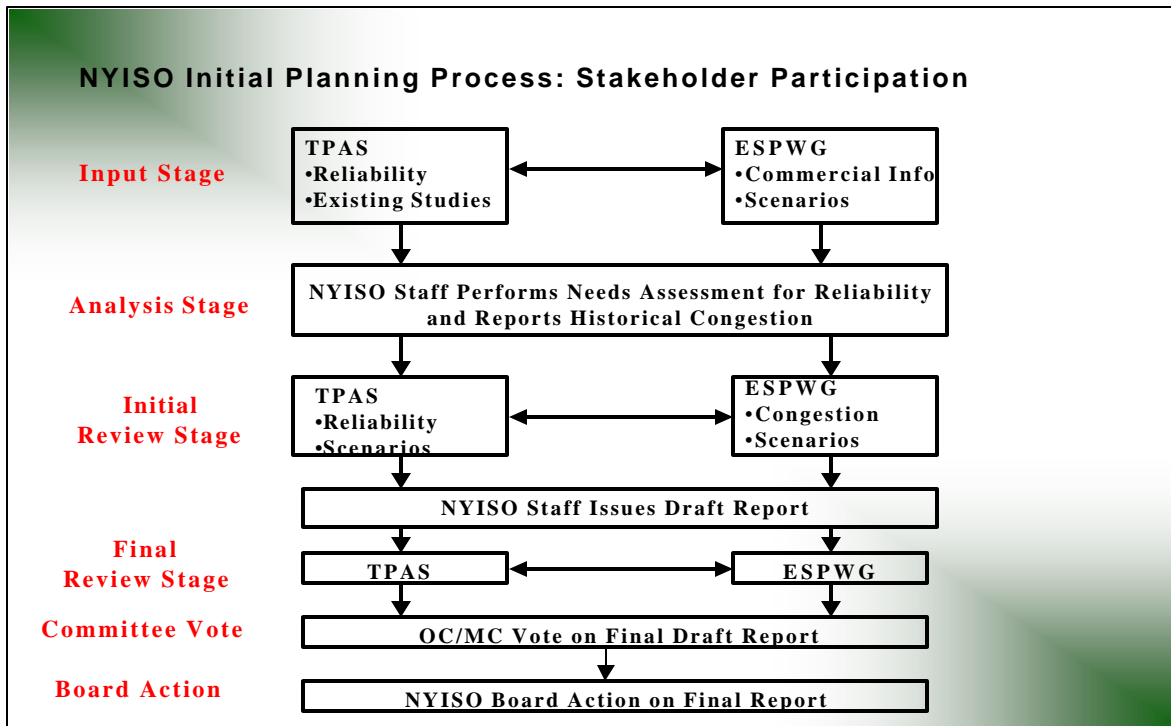 NYISO Initial Planning Process: Stakeholder Participation
Input Stage
TPAS
•Reliability
•Existing Studies
ESPWG
•Commercial Info
•Scenarios
Analysis Stage
NYISO Staff Performs Needs Assessment for Reliability
and Reports Historical Congestion
Initial
Review Stage
TPAS
•Reliability
•Scenarios
ESPWG
•Congestion
•Scenarios
NYISO Staff Issues Draft Report
Final
Review Stage
TPAS
ESPWG
Committee Vote
OC/MC Vote on Final Draft Report
Board Action
NYISO Board Action on Final Report